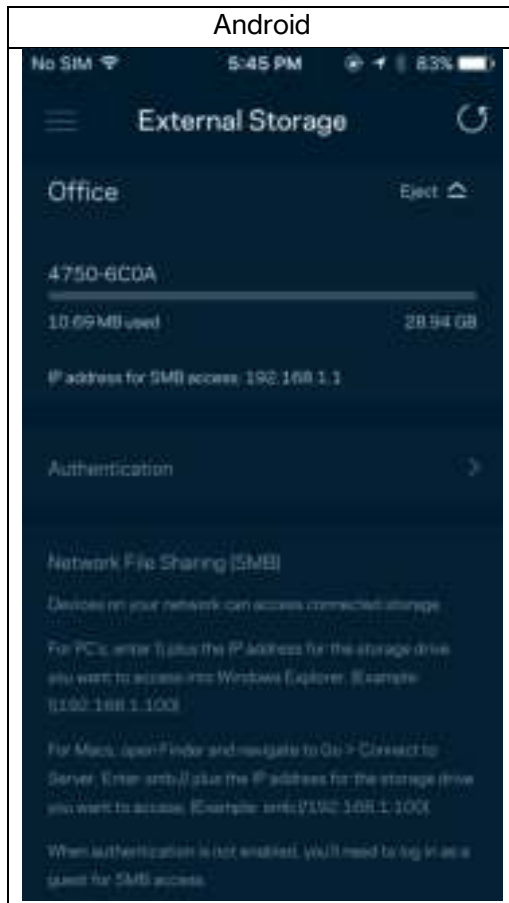 Android
No SIM 5:45 PM 83%
External Storage
Office Eject
4750-6C0A
10.69 MB used 28.94 GB
IP address for SMB access: 192.168.1.1
Authentication
Network File Sharing (SMB)
Devices on your network can access connected storage
For PC's, enter \\ plus the IP address for the storage drive
you want to access into Windows Explorer. (Example:
\\192.168.1.100)
For Macs, open Finder and navigate to Go > Connect to
Server. Enter smb:// plus the IP address for the storage drive
you want to access. (Example: smb://192.168.1.100)
When authentication is not enabled, you'll need to log in as a
guest for SMB access.